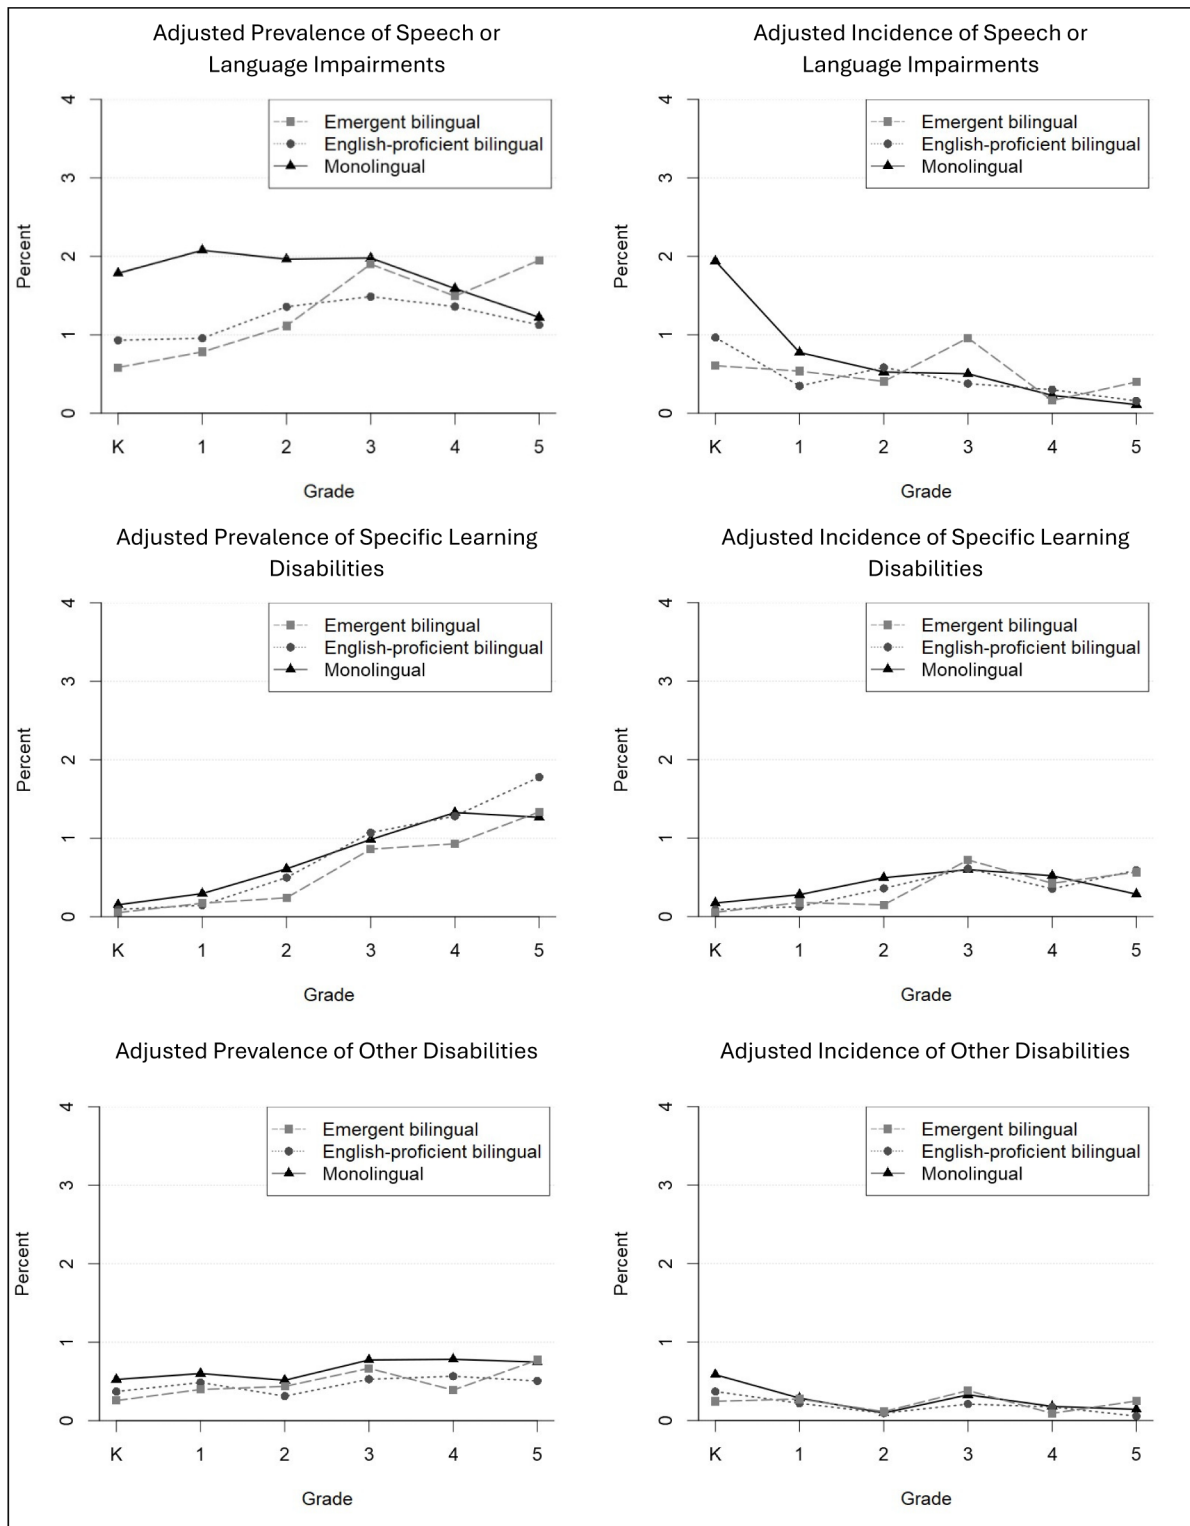 Adjusted Prevalence of Speech or
Language Impairments
4
3
2
1
0
Percent
Emergent bilingual
English-proficient bilingual
Monolingual
K 1 2 3 4 5
Grade
Adjusted Incidence of Speech or
Language Impairments
4
3
2
1
0
Percent
Emergent bilingual
English-proficient bilingual
Monolingual
K 1 2 3 4 5
Grade
Adjusted Prevalence of Specific Learning
Disabilities
4
3
2
1
0
Percent
Emergent bilingual
English-proficient bilingual
Monolingual
K 1 2 3 4 5
Grade
Adjusted Incidence of Specific Learning
Disabilities
4
3
2
1
0
Percent
Emergent bilingual
English-proficient bilingual
Monolingual
K 1 2 3 4 5
Grade
Adjusted Prevalence of Other Disabilities
4
3
2
1
0
Percent
Emergent bilingual
English-proficient bilingual
Monolingual
K 1 2 3 4 5
Grade
Adjusted Incidence of Other Disabilities
4
3
2
1
0
Percent
Emergent bilingual
English-proficient bilingual
Monolingual
K 1 2 3 4 5
Grade